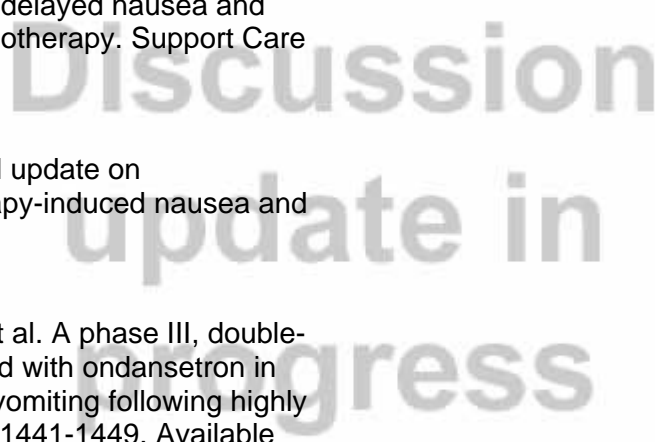 delayed nausea and
otherapy. Support Care
Discussion
update on
apy-induced nausea and
update in
t al. A phase III, double-
d with ondansetron in
progress
vomiting following highly
1441-1449. Available